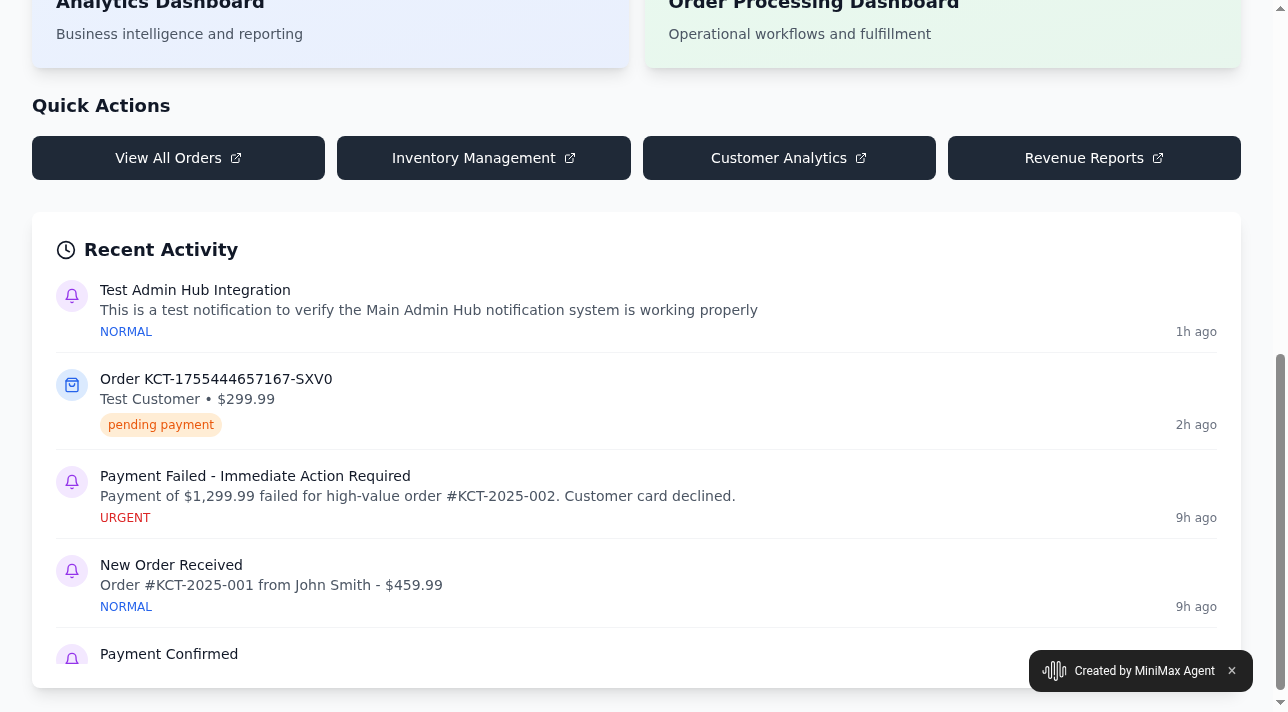 Analytics Dashboard
Order Processing Dashboard
Business intelligence and reporting
Operational workflows and fulfillment
Quick Actions
View All Orders
Inventory Management
Customer Analytics
Revenue Reports
Recent Activity
Test Admin Hub Integration
This is a test notification to verify the Main Admin Hub notification system is working properly
NORMAL
1h ago
Order KCT-1755444657167-SXV0
Test Customer • $299.99
pending payment
2h ago
Payment Failed - Immediate Action Required
Payment of $1,299.99 failed for high-value order #KCT-2025-002. Customer card declined.
URGENT
9h ago
New Order Received
Order #KCT-2025-001 from John Smith - $459.99
NORMAL
9h ago
Payment Confirmed
Created by MiniMax Agent ×